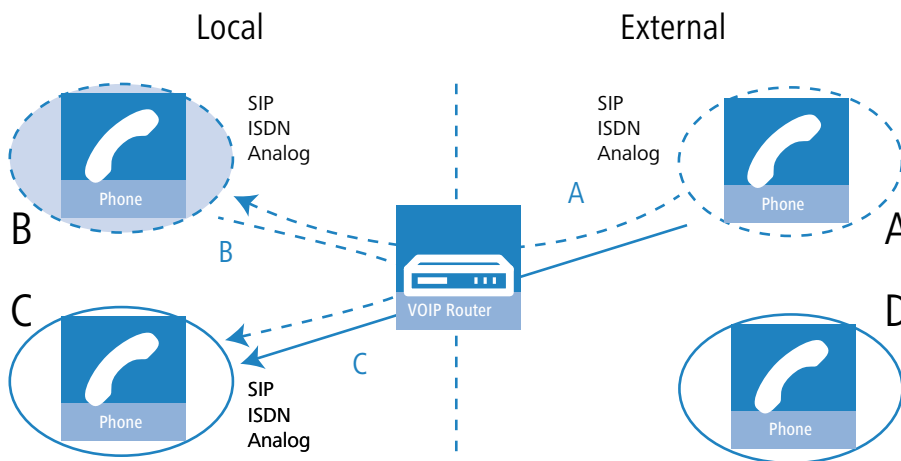 Local
External
SIP
ISDN
Analog
SIP
ISDN
Analog
Phone
Phone
A
B
A
B
C
D
VOIP Router
C
Phone
SIP
ISDN
Analog
Phone